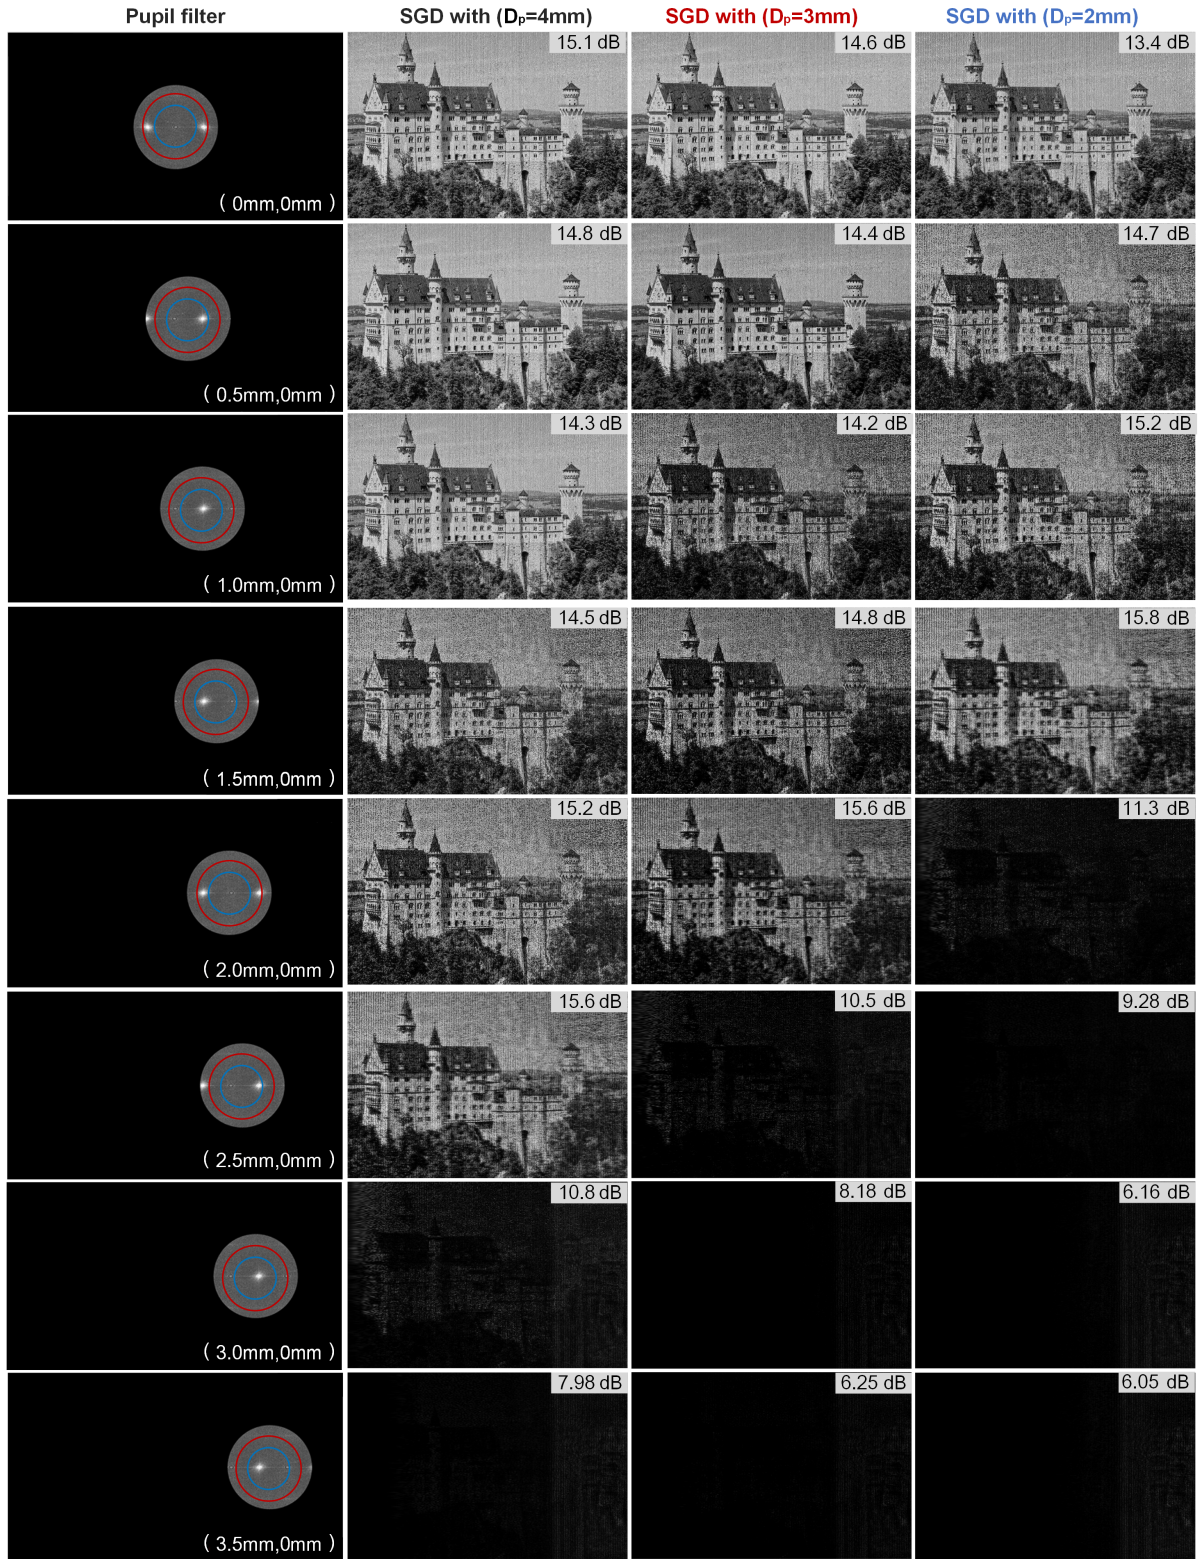 Pupil filter SGD with (Dp=4mm) SGD with (Dp=3mm) SGD with (Dp=2mm)
15.1 dB 14.6 dB 13.4 dB
( 0mm,0mm )
14.8 dB 14.4 dB 14.7 dB
( 0.5mm,0mm )
14.3 dB 14.2 dB 15.2 dB
( 1.0mm,0mm )
14.5 dB 14.8 dB 15.8 dB
( 1.5mm,0mm )
15.2 dB 15.6 dB 11.3 dB
( 2.0mm,0mm )
15.6 dB 10.5 dB 9.28 dB
( 2.5mm,0mm )
10.8 dB 8.18 dB 6.16 dB
( 3.0mm,0mm )
7.98 dB 6.25 dB 6.05 dB
( 3.5mm,0mm )